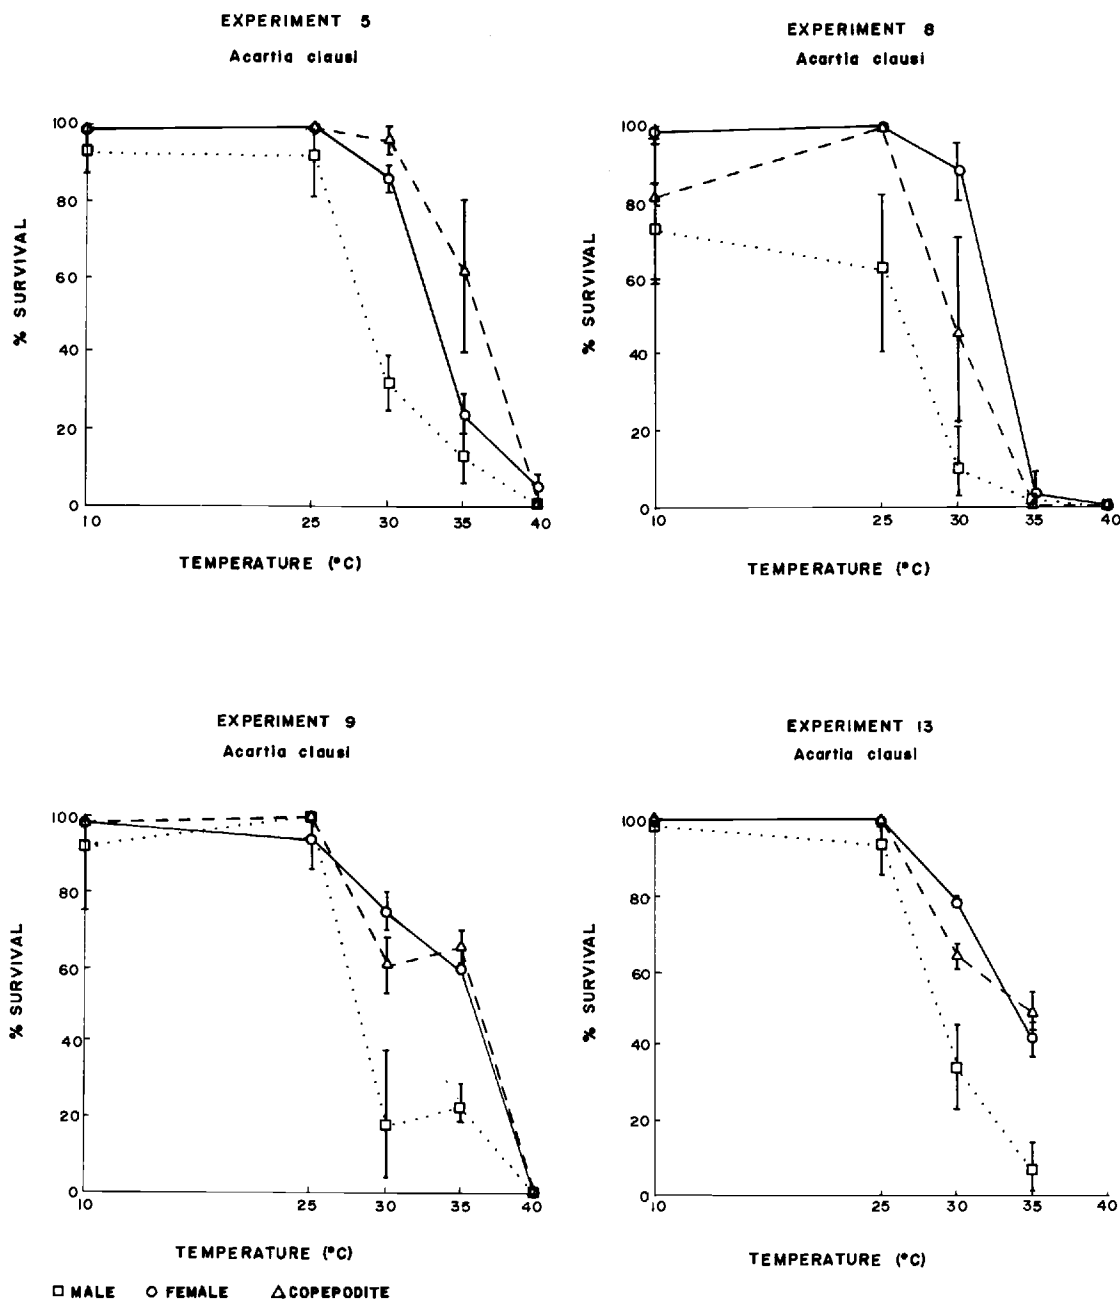 EXPERIMENT 5
Acartia clausi
100
80
60
40
20
0
% SURVIVAL
10 25 30 35 40
TEMPERATURE (°C)
EXPERIMENT 8
Acartia clausi
100
80
60
40
20
0
% SURVIVAL
10 25 30 35 40
TEMPERATURE (°C)
EXPERIMENT 9
Acartia clausi
100
80
60
40
20
0
% SURVIVAL
10 25 30 35 40
TEMPERATURE (°C)
EXPERIMENT 13
Acartia clausi
100
80
60
40
20
0
% SURVIVAL
10 25 30 35 40
TEMPERATURE (°C)
MALE FEMALE COPEPODITE